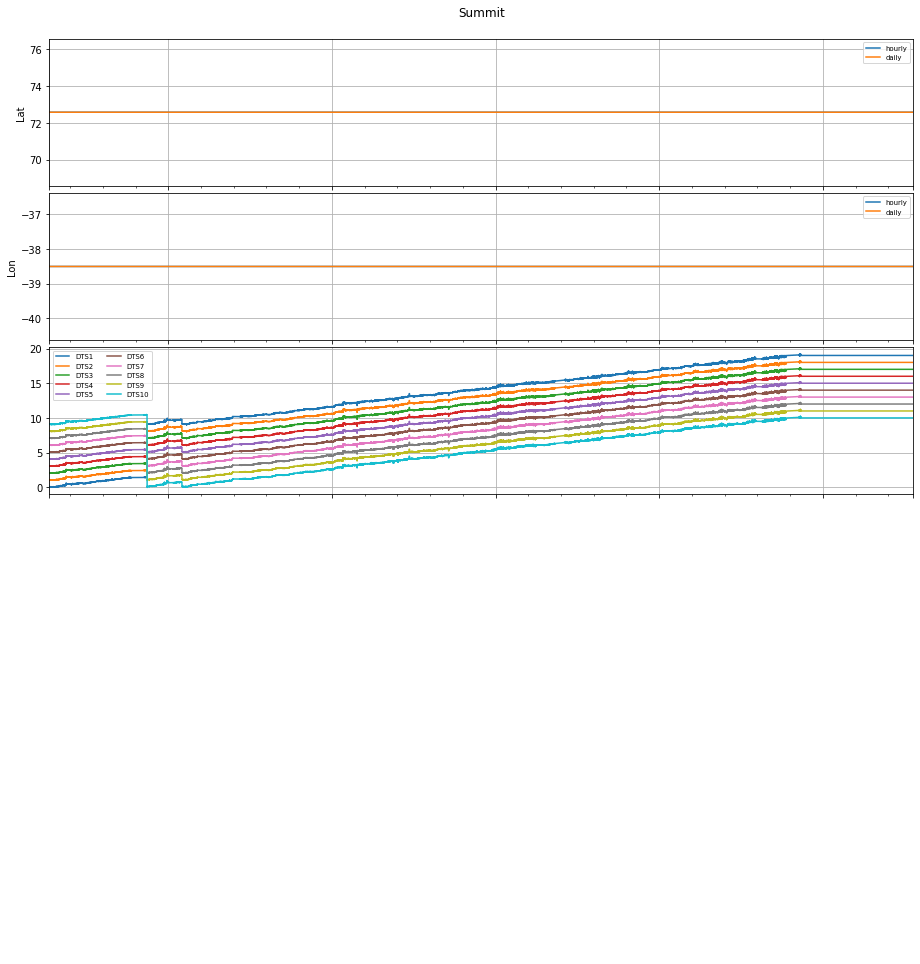 Summit
76
74
72
70
Lat
hourly
daily
−37
−38
−39
−40
Lon
hourly
daily
20
15
10
5
0
DTS1 DTS6
DTS2 DTS7
DTS3 DTS8
DTS4 DTS9
DTS5 DTS10